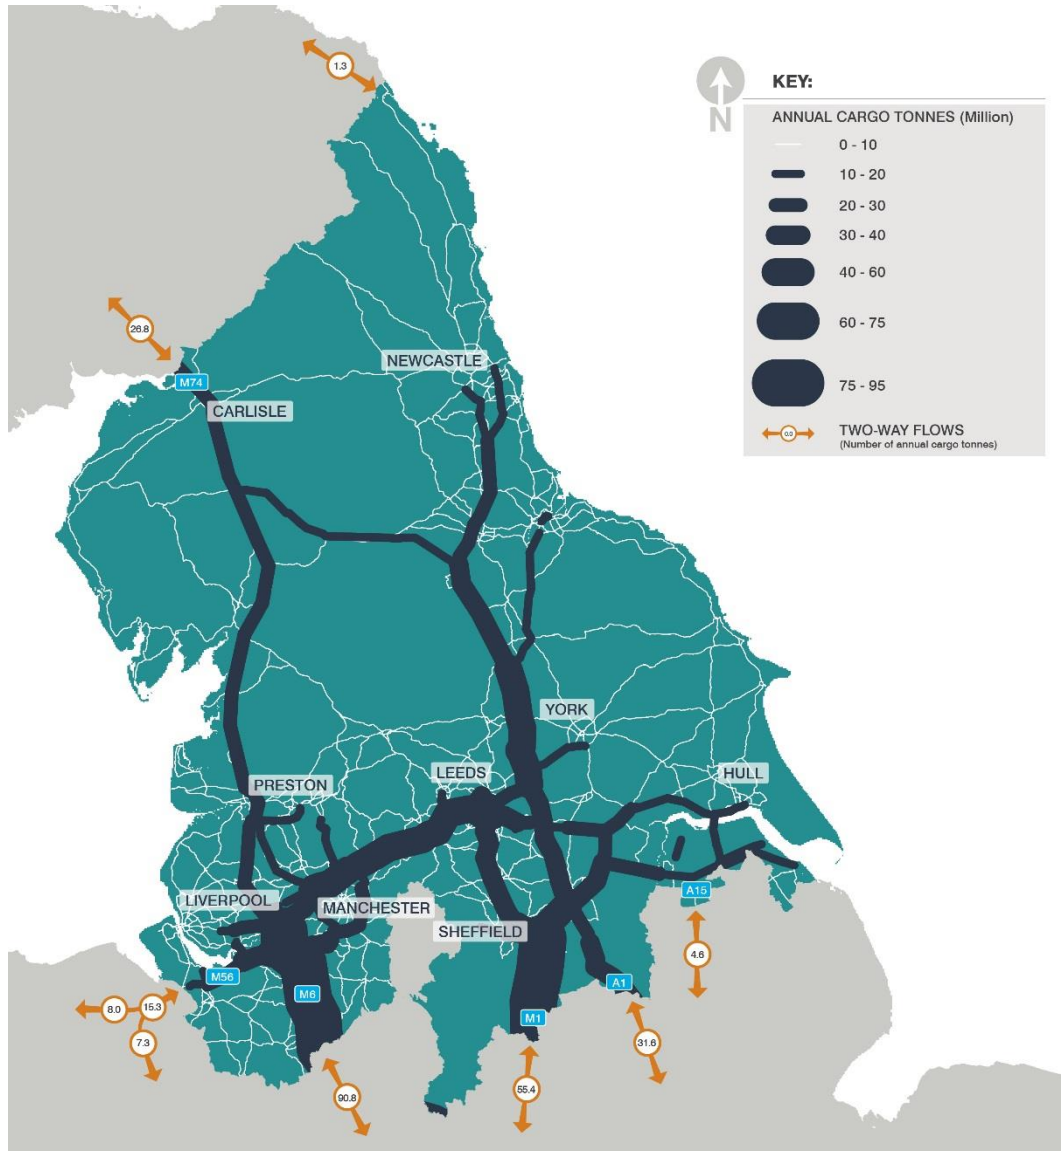 1.3
N
KEY:
ANNUAL CARGO TONNES (Million)
0 - 10
10 - 20
20 - 30
30 - 40
40 - 60
60 - 75
75 - 95
0.0 TWO-WAY FLOWS
(Number of annual cargo tonnes)
26.8
M74
CARLISLE
NEWCASTLE
YORK
LEEDS
HULL
PRESTON
LIVERPOOL
MANCHESTER
SHEFFIELD
A15
4.6
M56
M6
A1
M1
8.0
15.3
7.3
31.6
55.4
90.8